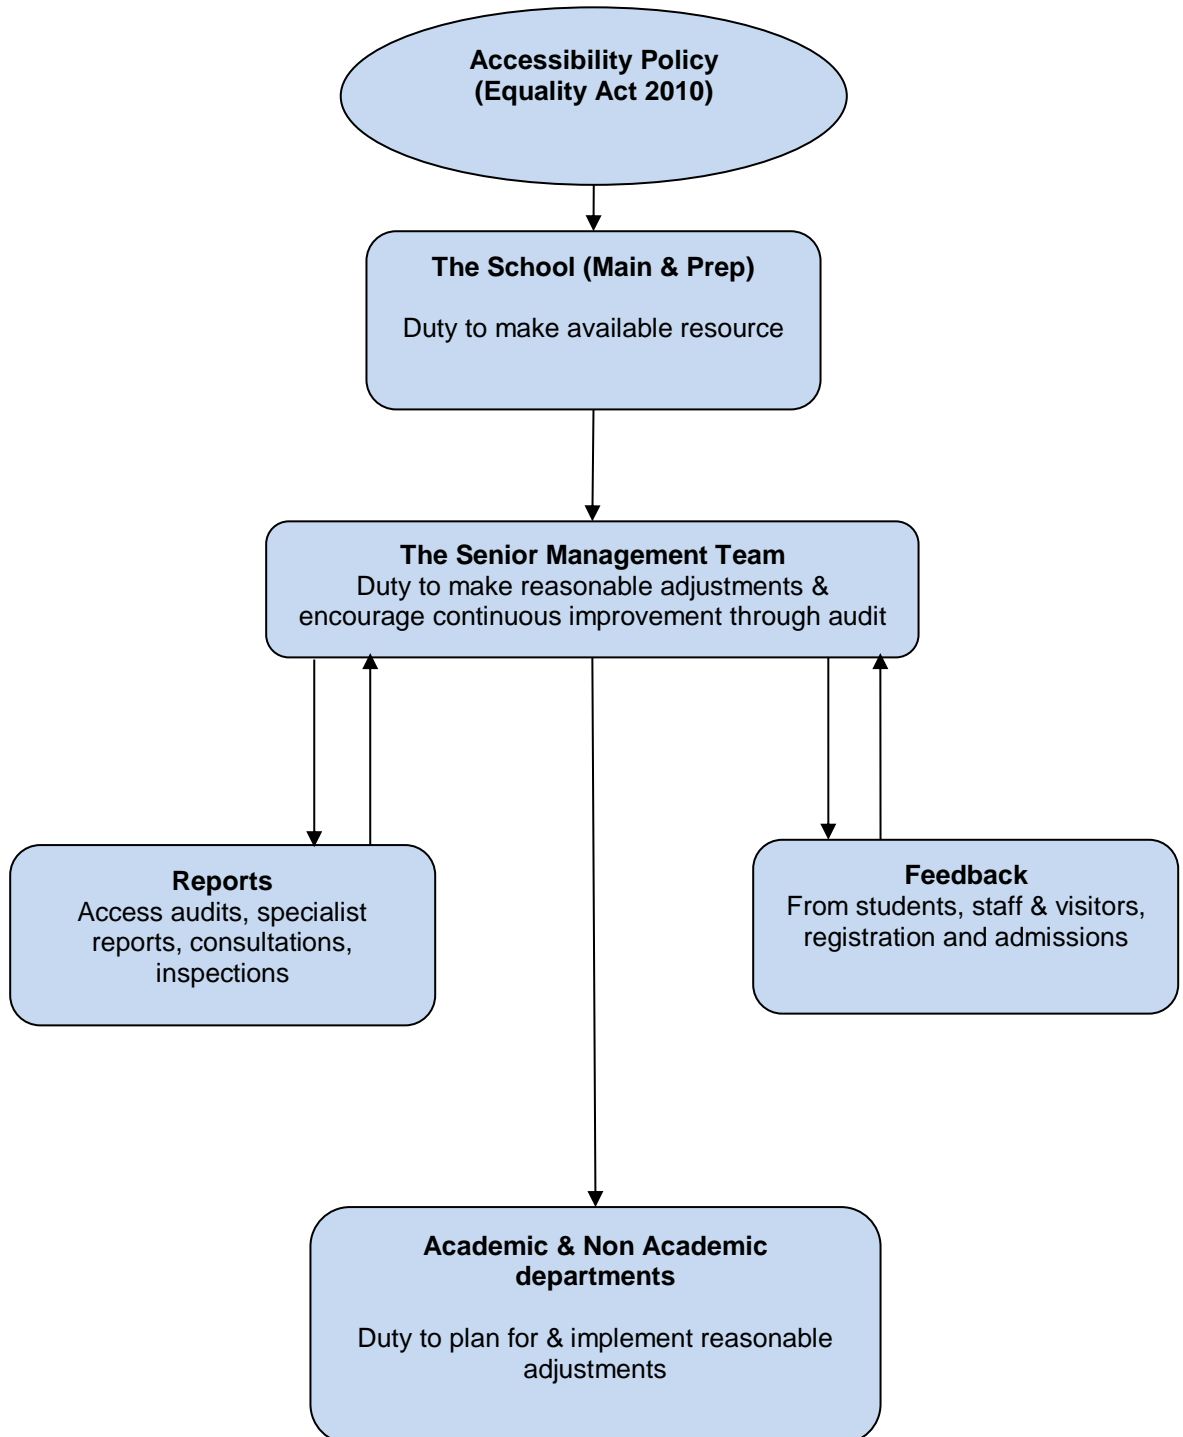 Accessibility Policy
(Equality Act 2010)
The School (Main & Prep)
Duty to make available resource
The Senior Management Team
Duty to make reasonable adjustments &
encourage continuous improvement through audit
Reports
Access audits, specialist
reports, consultations,
inspections
Feedback
From students, staff & visitors,
registration and admissions
Academic & Non Academic
departments
Duty to plan for & implement reasonable
adjustments